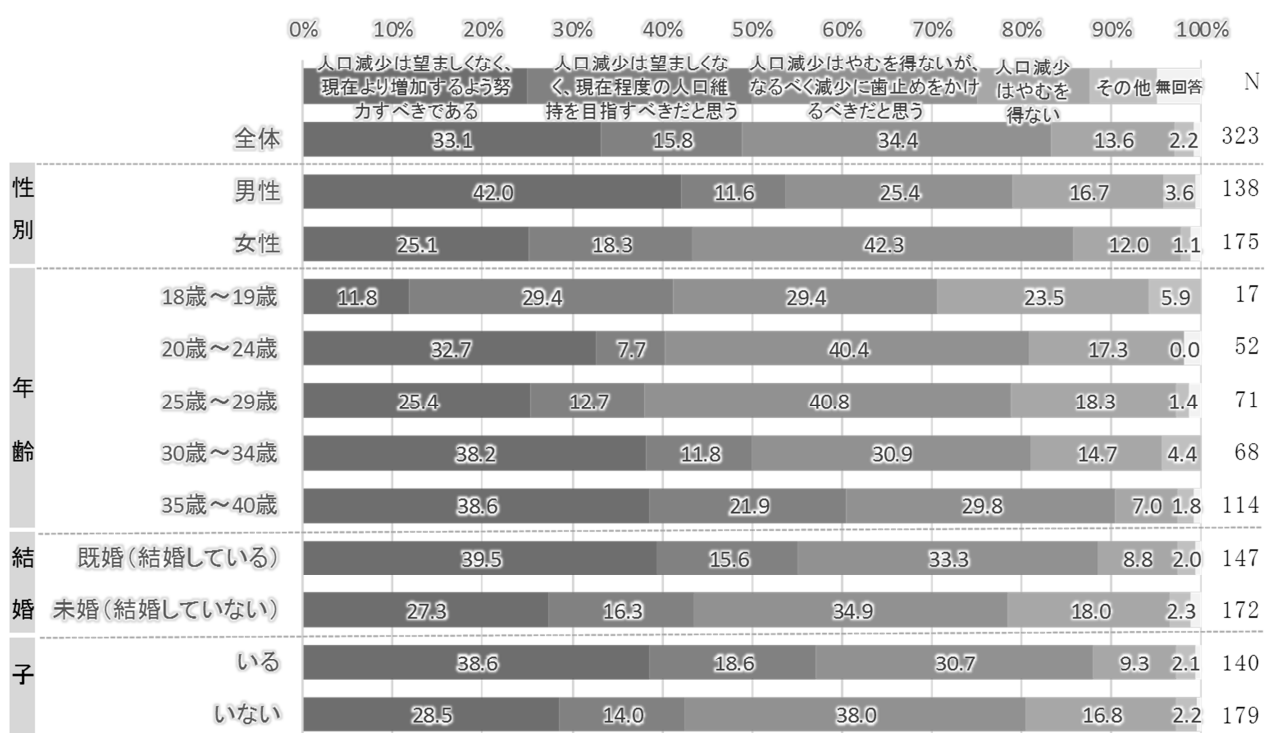 0% 10% 20% 30% 40% 50% 60% 70% 80% 90% 100%
人口減少は望ましくなく、
現在より増加するよう努
力すべきである
人口減少は望ましくな
く、現在程度の人口維
持を目指すべきだと思う
人口減少はやむを得ないが、
なるべく減少に歯止めをかけ
るべきだと思う
人口減少
はやむを
得ない
その他
無回答
N
全体 33.1 15.8 34.4 13.6 2.2 323
性別
男性 42.0 11.6 25.4 16.7 3.6 138
女性 25.1 18.3 42.3 12.0 1.1 175
年齢
18歳～19歳 11.8 29.4 29.4 23.5 5.9 17
20歳～24歳 32.7 7.7 40.4 17.3 0.0 52
25歳～29歳 25.4 12.7 40.8 18.3 1.4 71
30歳～34歳 38.2 11.8 30.9 14.7 4.4 68
35歳～40歳 38.6 21.9 29.8 7.0 1.8 114
結婚
既婚（結婚している） 39.5 15.6 33.3 8.8 2.0 147
未婚（結婚していない） 27.3 16.3 34.9 18.0 2.3 172
子
いる 38.6 18.6 30.7 9.3 2.1 140
いない 28.5 14.0 38.0 16.8 2.2 179